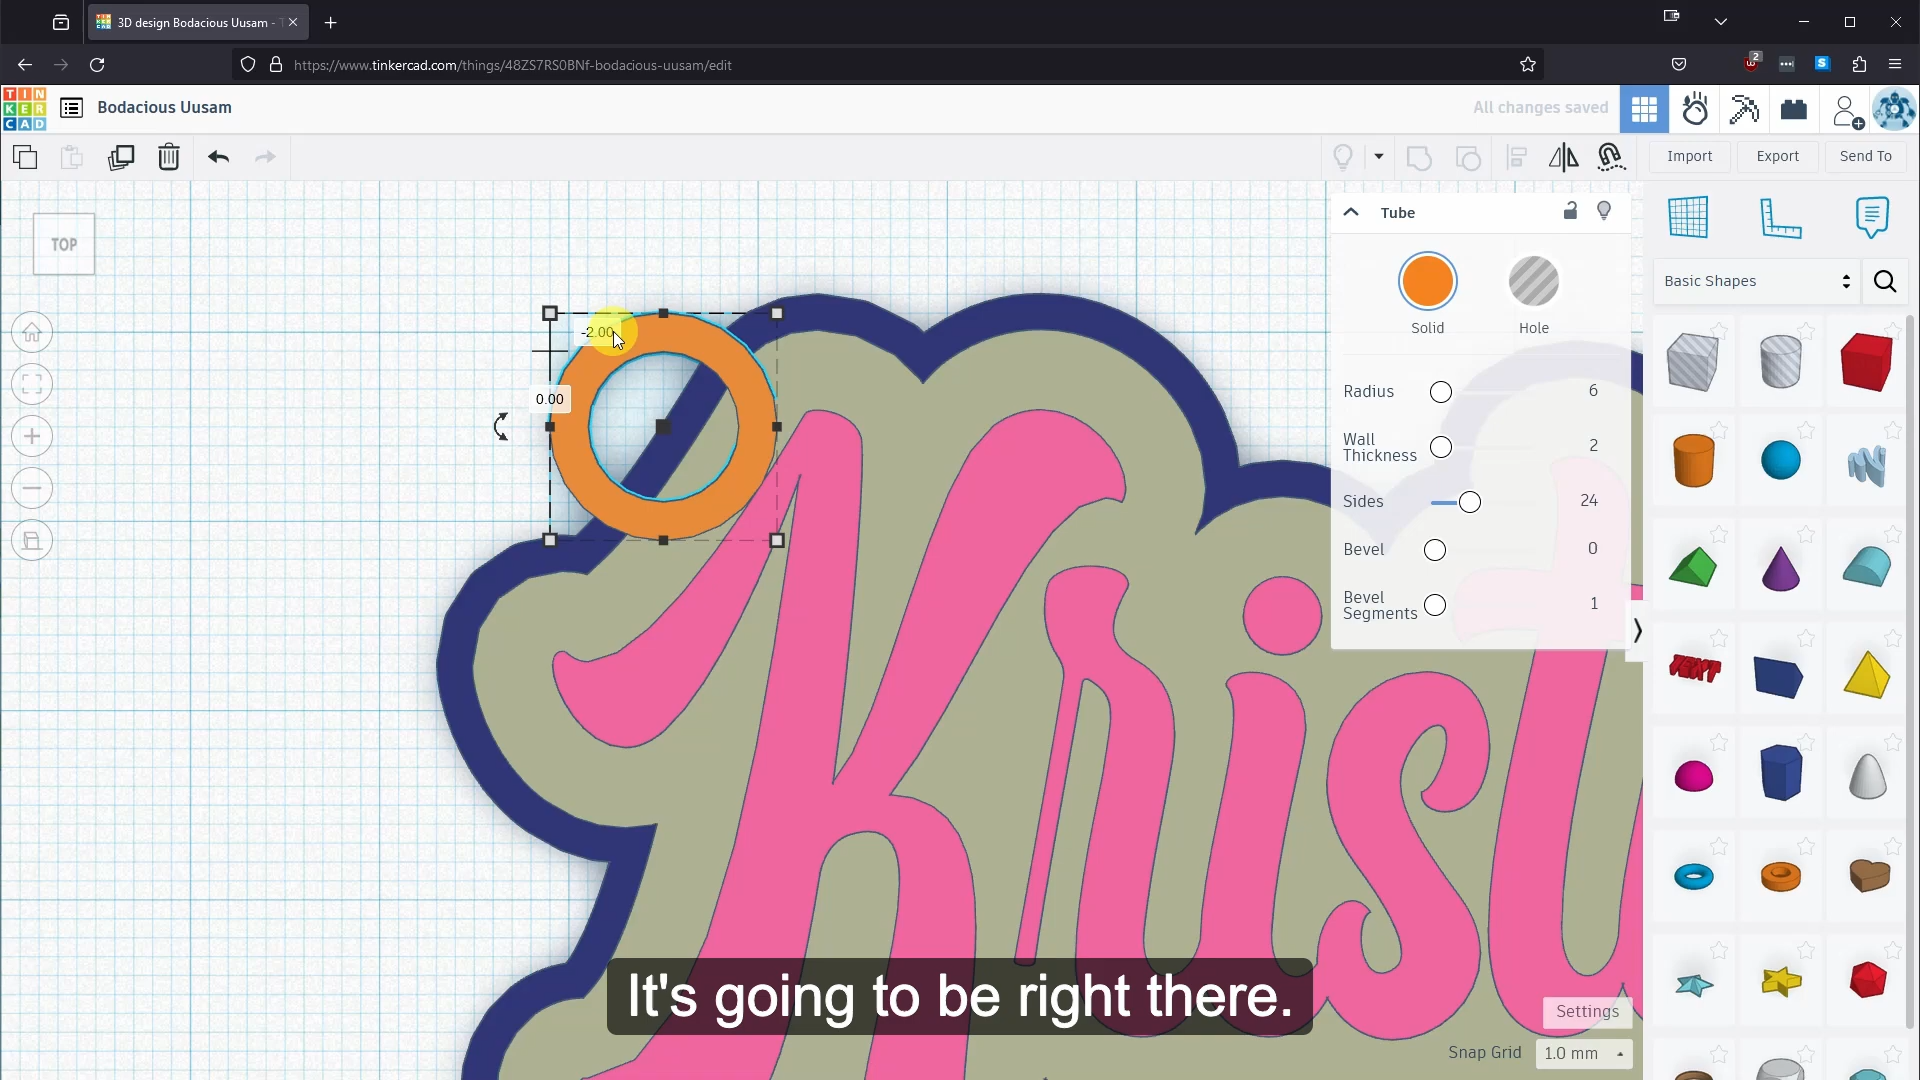 3D design Bodacious Uusam - T
https://www.tinkercad.com/things/48ZS7RS0BNf-bodacious-uusam/edit
2
S
TIN
KER
CAD
Bodacious Uusam
All changes saved
Import
Export
Send To
TOP
Tube
Solid
Hole
Radius
6
Wall
Thickness
2
Sides
24
Bevel
0
Bevel
Segments
1
Basic Shapes
TEXT
-2.00
0.00
Krist
It's going to be right there.
Settings
Snap Grid
1.0 mm